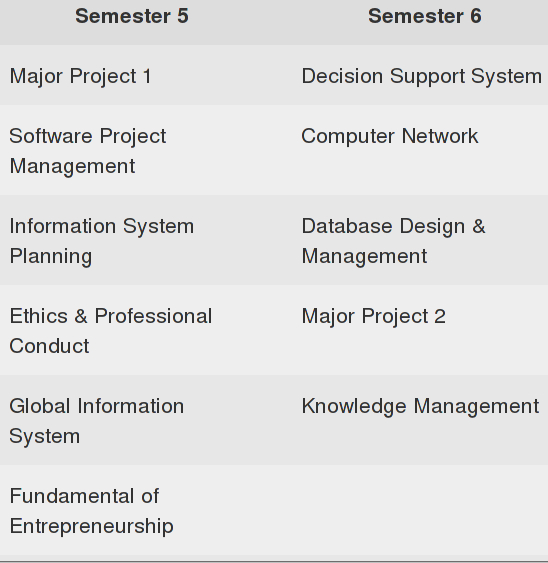 Semester 5 Semester 6
Major Project 1 Decision Support System
Software Project Computer Network
Management
Information System Database Design &
Planning Management
Ethics & Professional Major Project 2
Conduct
Global Information Knowledge Management
System
Fundamental of
Entrepreneurship